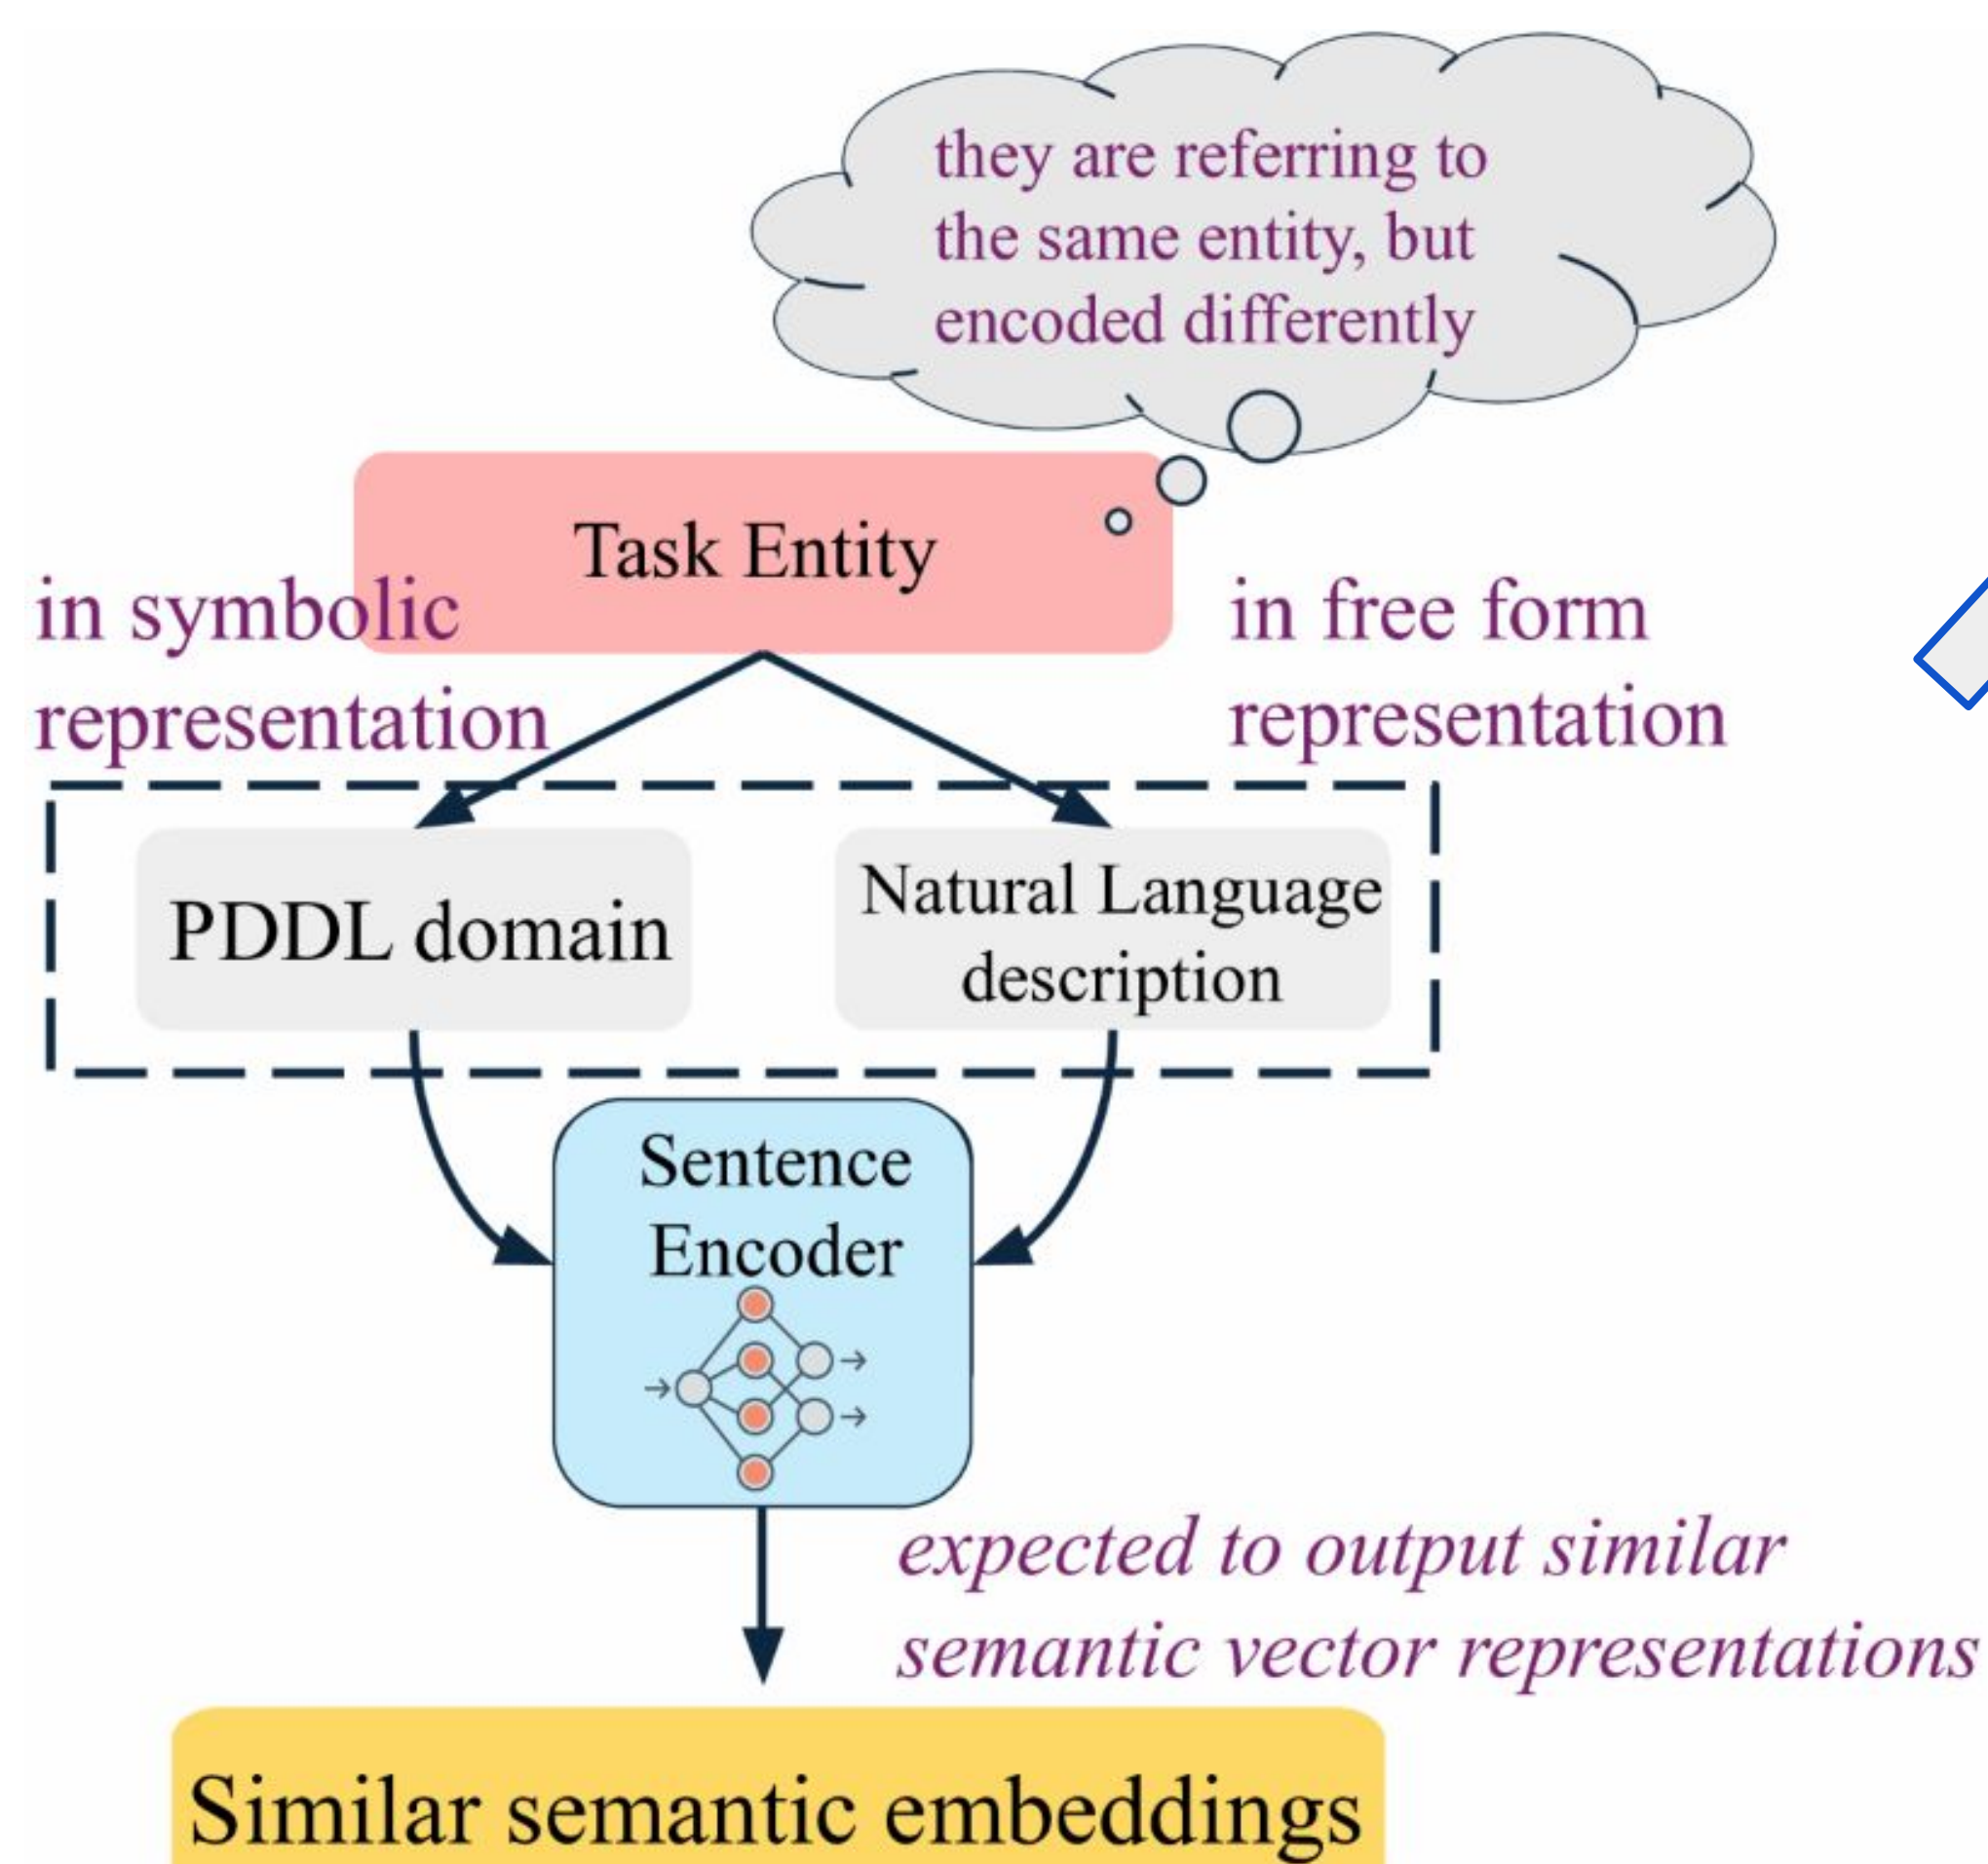 they are referring to
the same entity, but
encoded differently
Task Entity
in symbolic
representation
in free form
representation
PDDL domain
Natural Language
description
Sentence
Encoder
expected to output similar
semantic vector representations
Similar semantic embeddings